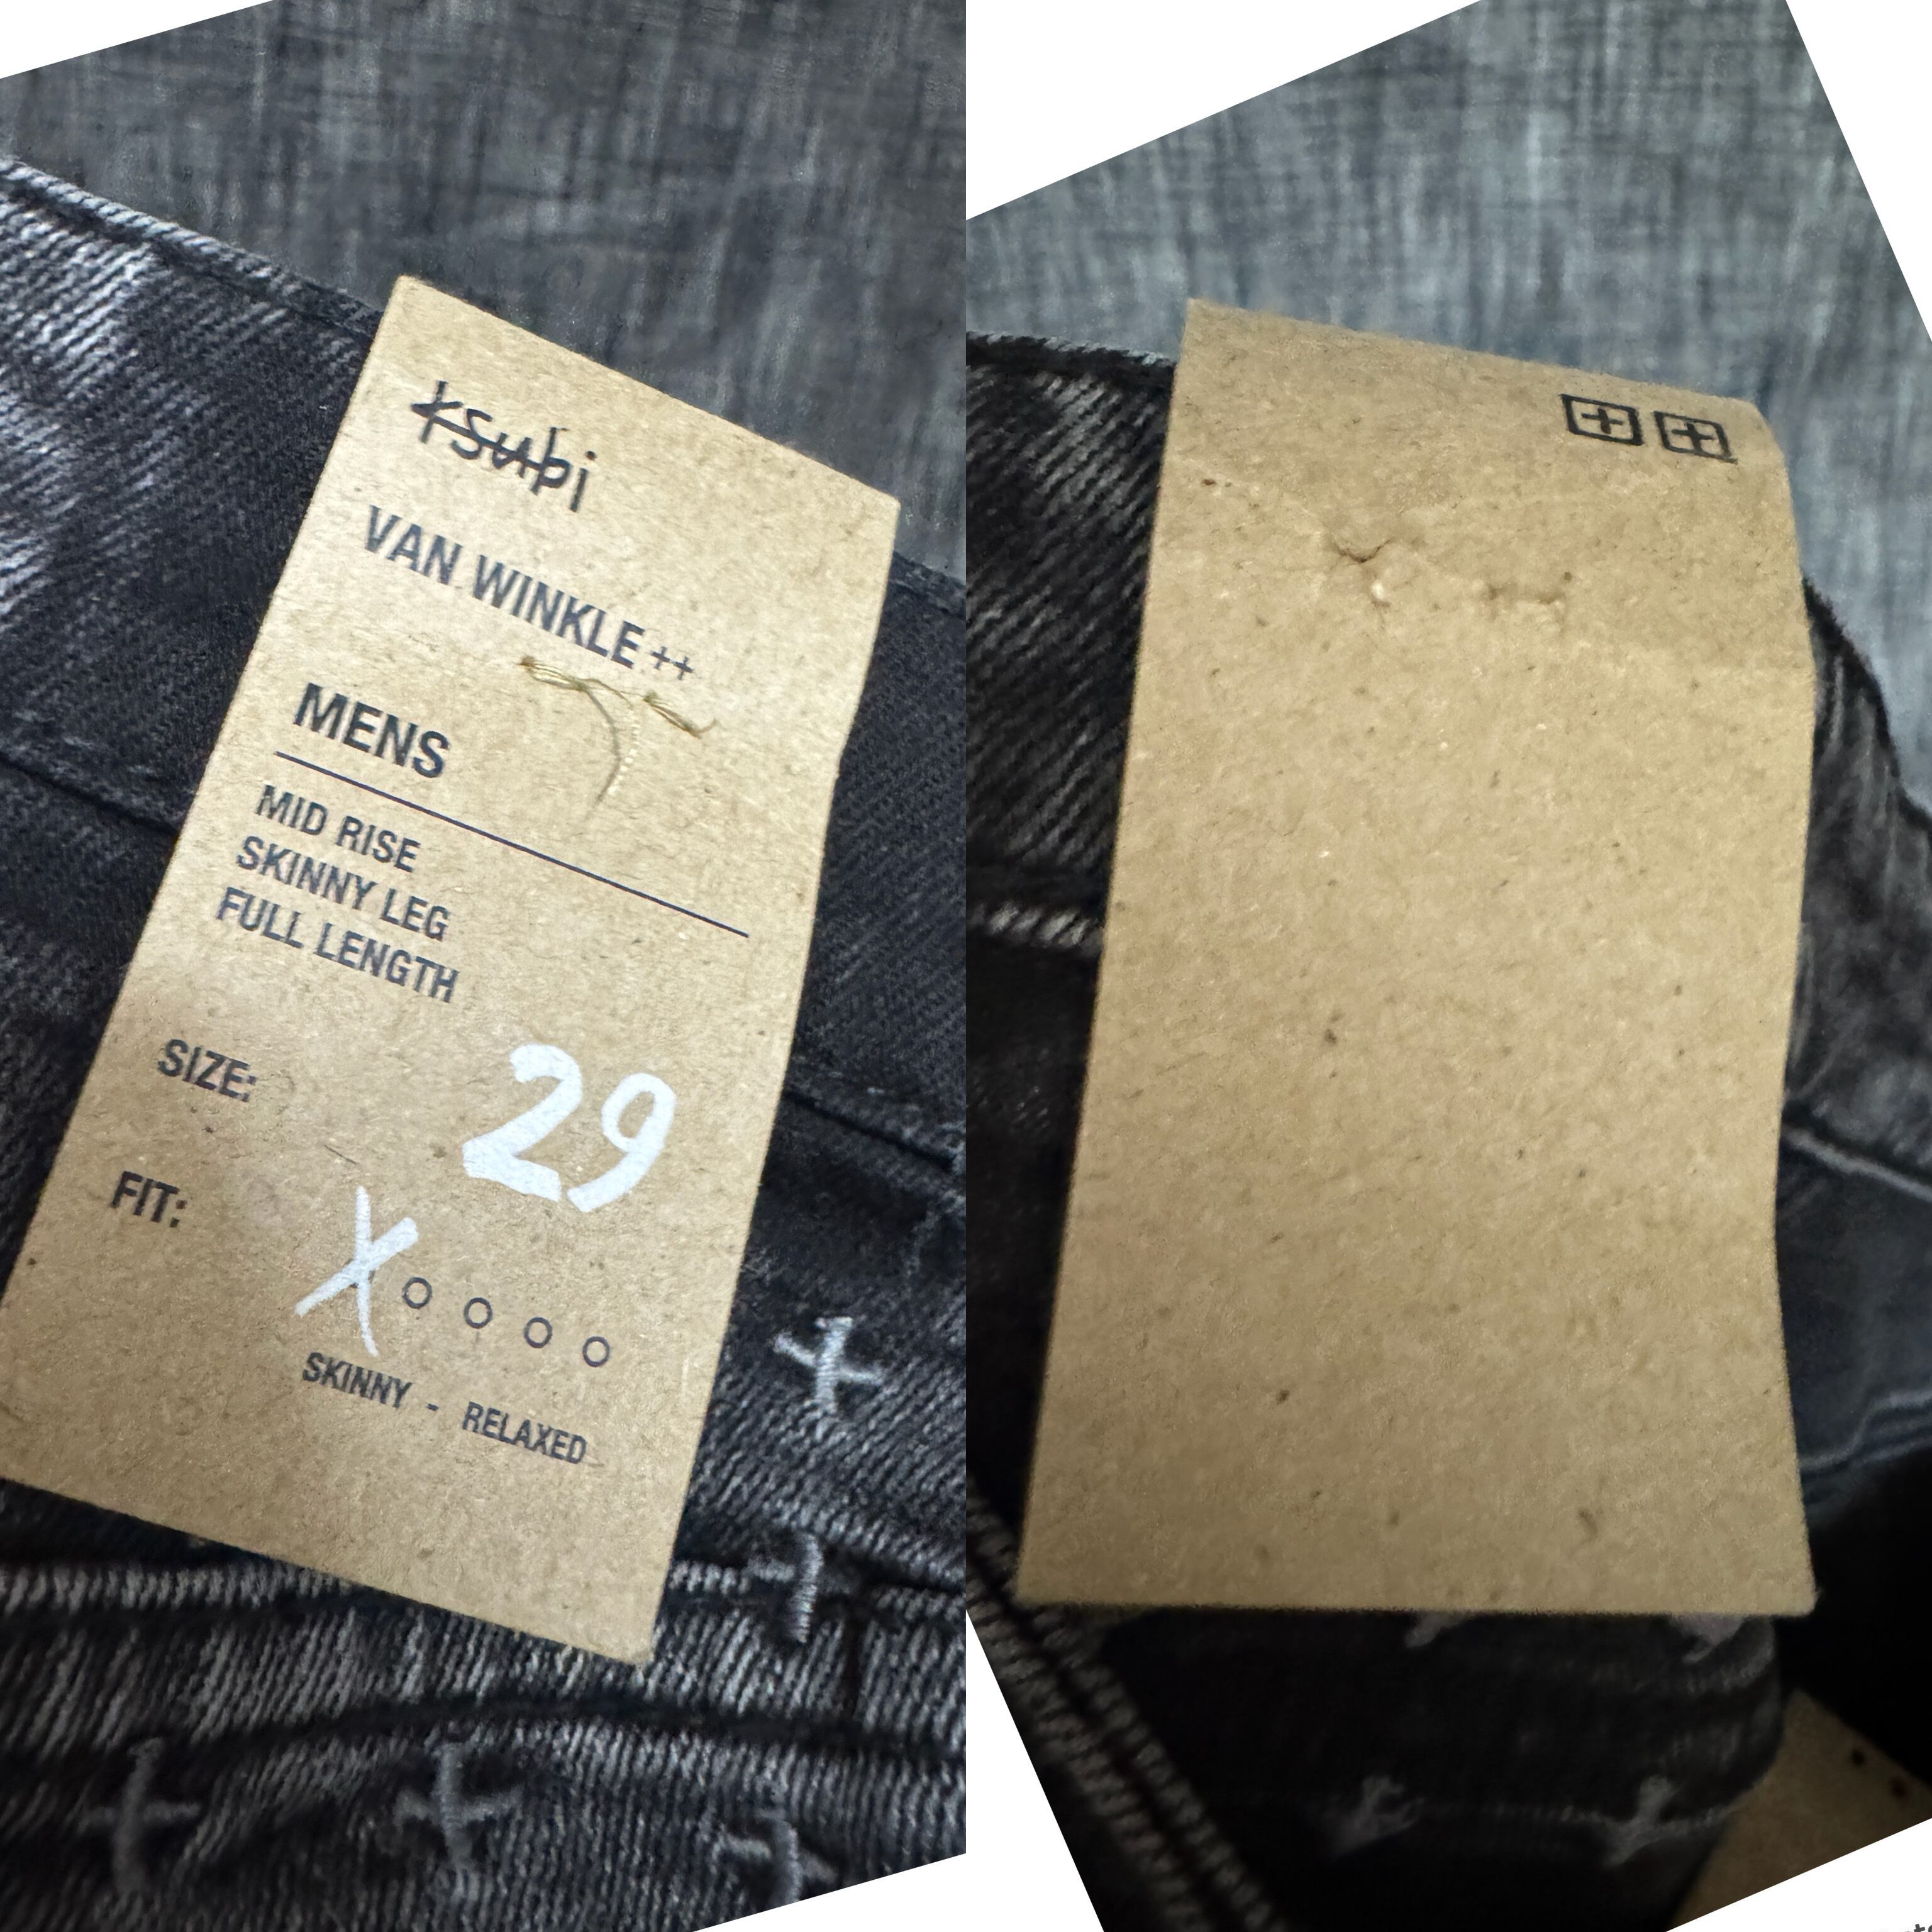 ksubi
VAN WINKLE ++
MENS
MID RISE
SKINNY LEG
FULL LENGTH
SIZE: 29
FIT: X O O O O
SKINNY - RELAXED